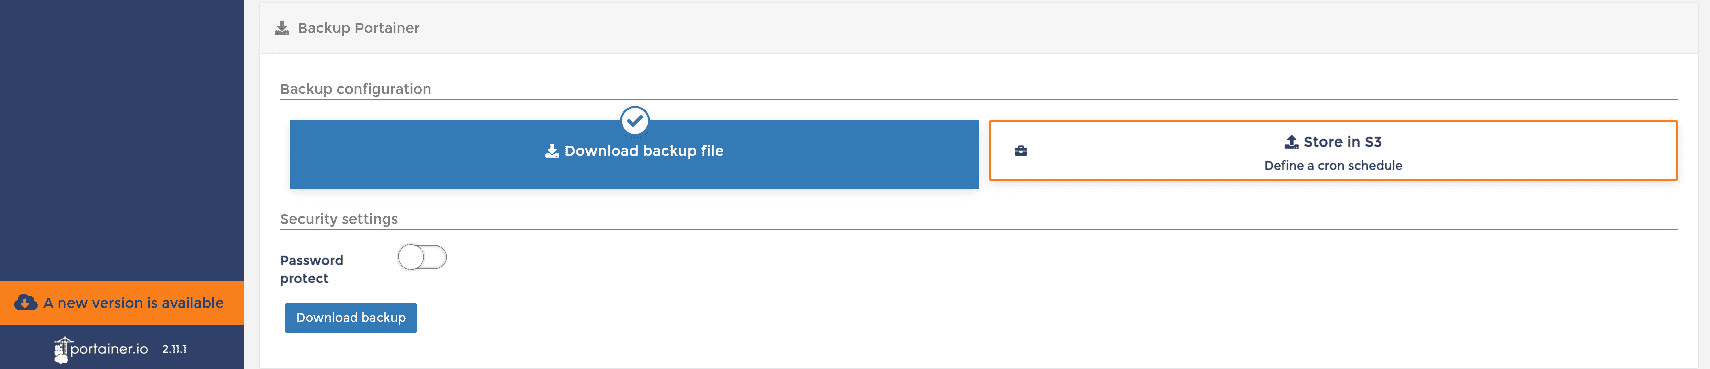 Backup Portainer
Backup configuration
Download backup file
Store in S3
Define a cron schedule
Security settings
Password
protect
Download backup
A new version is available
portainer.io 2.11.1